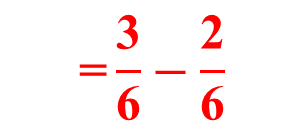 = 3/6 − 2/6